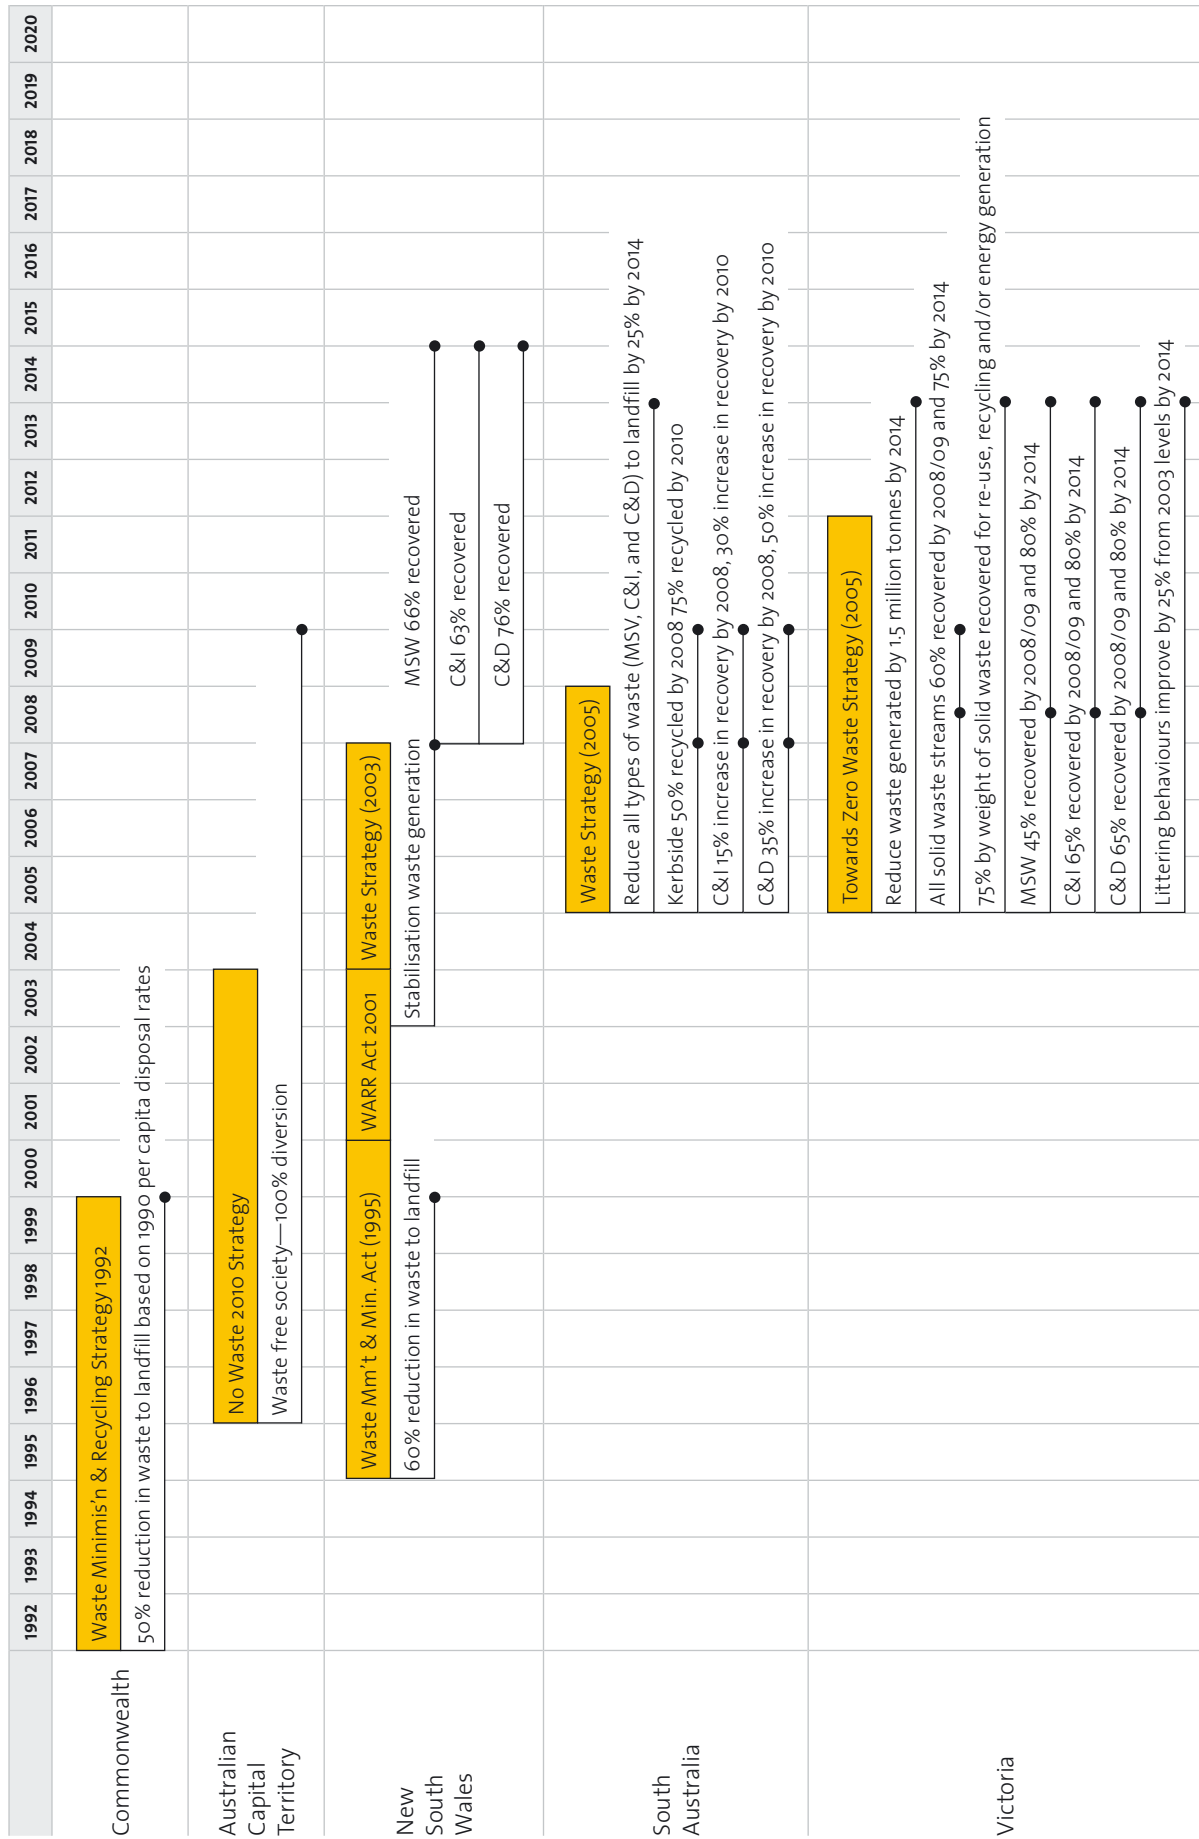 1992 1993 1994 1995 1996 1997 1998 1999 2000 2001 2002 2003 2004 2005 2006 2007 2008 2009 2010 2011 2012 2013 2014 2015 2016 2017 2018 2019 2020
Commonwealth
Waste Minimis'n & Recycling Strategy 1992
50% reduction in waste to landfill based on 1990 per capita disposal rates
Australian
Capital
Territory
No Waste 2010 Strategy
Waste free society—100% diversion
New
South
Wales
Waste Mm't & Min. Act (1995)
WARR Act 2001
Waste Strategy (2003)
60% reduction in waste to landfill
Stabilisation waste generation
MSW 66% recovered
C&I 63% recovered
C&D 76% recovered
South
Australia
Waste Strategy (2005)
Reduce all types of waste (MSV, C&I, and C&D) to landfill by 25% by 2014
Kerbside 50% recycled by 2008 75% recycled by 2010
C&I 15% increase in recovery by 2008, 30% increase in recovery by 2010
C&D 35% increase in recovery by 2008, 50% increase in recovery by 2010
Victoria
Towards Zero Waste Strategy (2005)
Reduce waste generated by 1.5 million tonnes by 2014
All solid waste streams 60% recovered by 2008/09 and 75% by 2014
75% by weight of solid waste recovered for re-use, recycling and/or energy generation
MSW 45% recovered by 2008/09 and 80% by 2014
C&I 65% recovered by 2008/09 and 80% by 2014
C&D 65% recovered by 2008/09 and 80% by 2014
Littering behaviours improve by 25% from 2003 levels by 2014